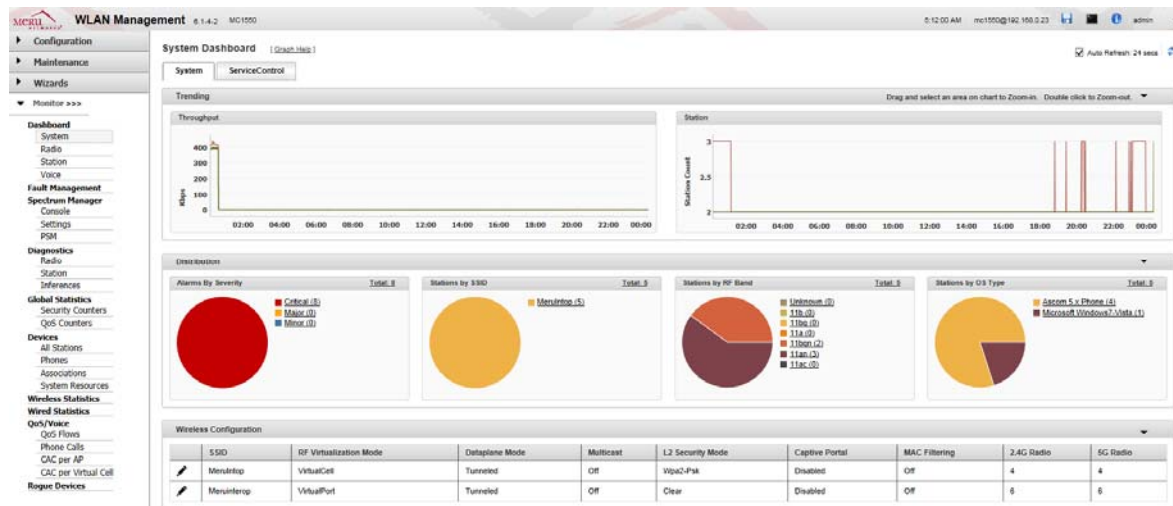 MERU NETWORKS WLAN Management 6.1-4-2 MC1550 6:12:00 AM mc1550@192.168.0.23 admin
Configuration
Maintenance
Wizards
Monitor >>>
Dashboard
System
Radio
Station
Voice
Fault Management
Spectrum Manager
Console
Settings
PSM
Diagnostics
Radio
Station
Inferences
Global Statistics
Security Counters
QoS Counters
Devices
All Stations
Phones
Associations
System Resources
Wireless Statistics
Wired Statistics
QoS/Voice
QoS Flows
Phone Calls
CAC per AP
CAC per Virtual Cell
Rogue Devices
System Dashboard [ Graph Help ]
Auto Refresh: 24 secs
System ServiceControl
Trending Drag and select an area on chart to Zoom-in. Double click to Zoom-out.
Throughput
Kbps
400
300
200
100
0
02:00 04:00 06:00 08:00 10:00 12:00 14:00 16:00 18:00 20:00 22:00 00:00
Station
Station Count
3
2.5
2
02:00 04:00 06:00 08:00 10:00 12:00 14:00 16:00 18:00 20:00 22:00 00:00
Distribution
Alarms By Severity Total: 8
Critical (8)
Major (0)
Minor (0)
Stations by SSID Total: 5
MeruIntop (5)
Stations by RF Band Total: 5
Unknown (0)
11b (0)
11bg (0)
11a (0)
11bgn (2)
11an (3)
11ac (0)
Stations by OS Type Total: 5
Ascom 5.x Phone (4)
Microsoft Windows7-Vista (1)
Wireless Configuration
SSID RF Virtualization Mode Dataplane Mode Multicast L2 Security Mode Captive Portal MAC Filtering 2.4G Radio 5G Radio
MeruIntop VirtualCell Tunneled Off Wpa2-Psk Disabled Off 4 4
Meruinterop VirtualPort Tunneled Off Clear Disabled Off 6 6